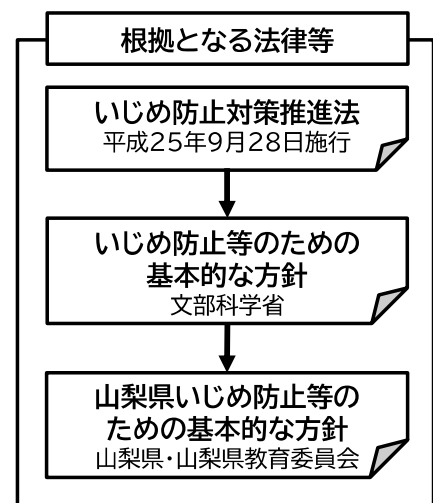 根拠となる法律等
いじめ防止対策推進法
平成25年9月28日施行
いじめ防止等のための
基本的な方針
文部科学省
山梨県いじめ防止等の
ための基本的な方針
山梨県・山梨県教育委員会